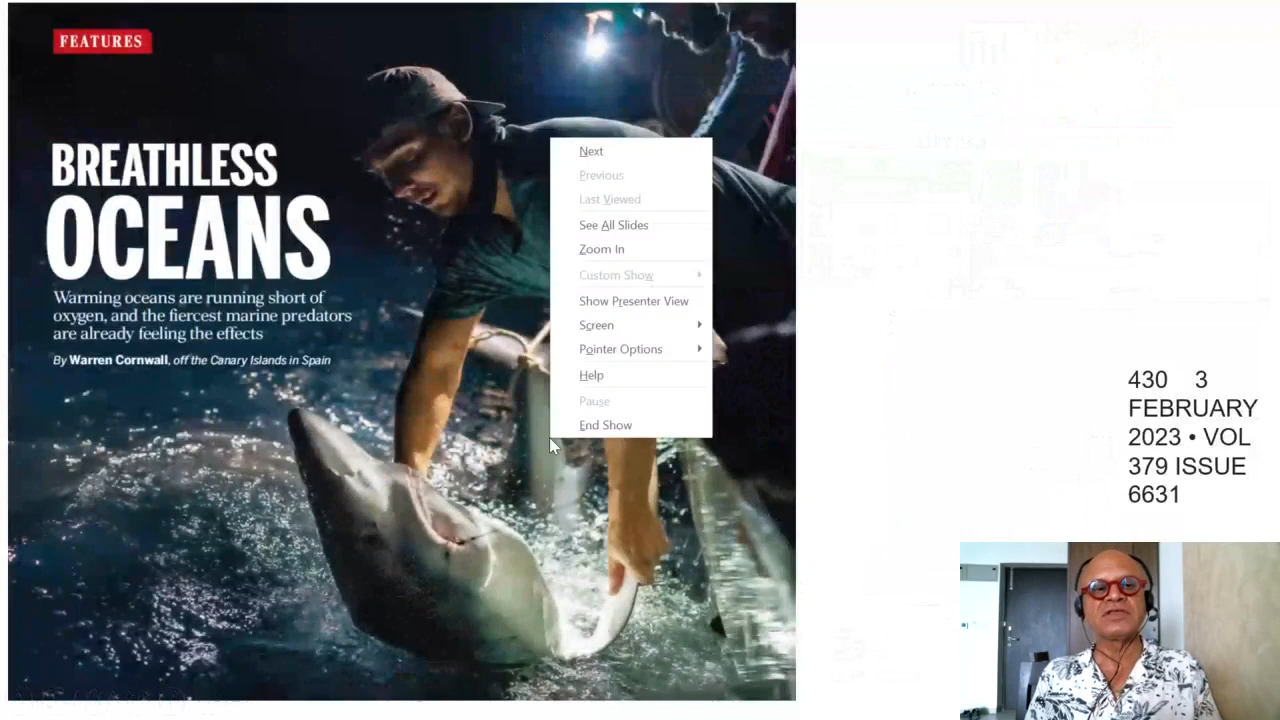 FEATURES
BREATHLESS
OCEANS
Warming oceans are running short of
oxygen, and the fiercest marine predators
are already feeling the effects
By Warren Cornwall, off the Canary Islands in Spain
Next
Previous
Last Viewed
See All Slides
Zoom In
Custom Show
Show Presenter View
Screen
Pointer Options
Help
Pause
End Show
430 3
FEBRUARY
2023 • VOL
379 ISSUE
6631